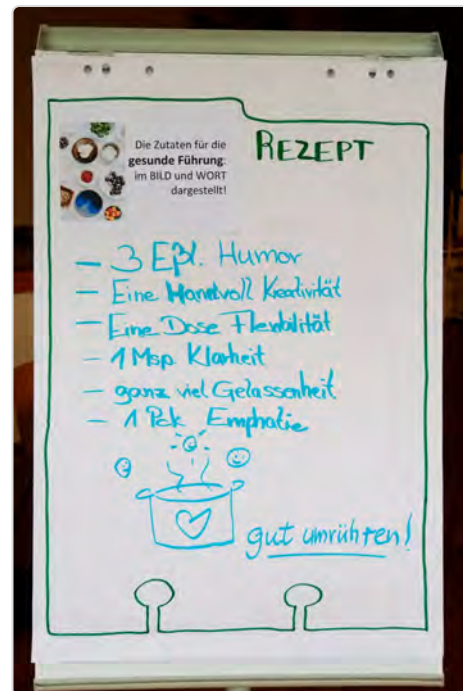 Die Zutaten für die
gesunde Führung:
im BILD und WORT
dargestellt!
REZEPT
- 3 Eßl. Humor
- Eine Handvoll Kreativität
- Eine Dose Flexibilität
- 1 Msp. Klarheit
- ganz viel Gelassenheit
- 1 Pck Emphatie
gut umrühren!